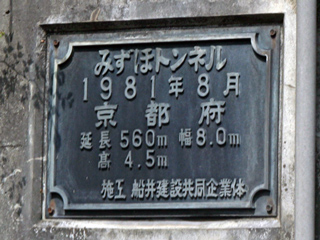 みずほトンネル
1981年8月
京都府
延長 560m 幅8.0m
高 4.5m
施工 船井建設共同企業体